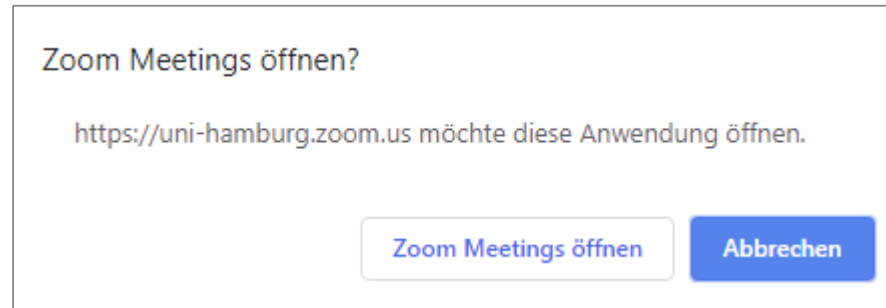 Zoom Meetings öffnen?
https://uni-hamburg.zoom.us möchte diese Anwendung öffnen.
Zoom Meetings öffnen
Abbrechen